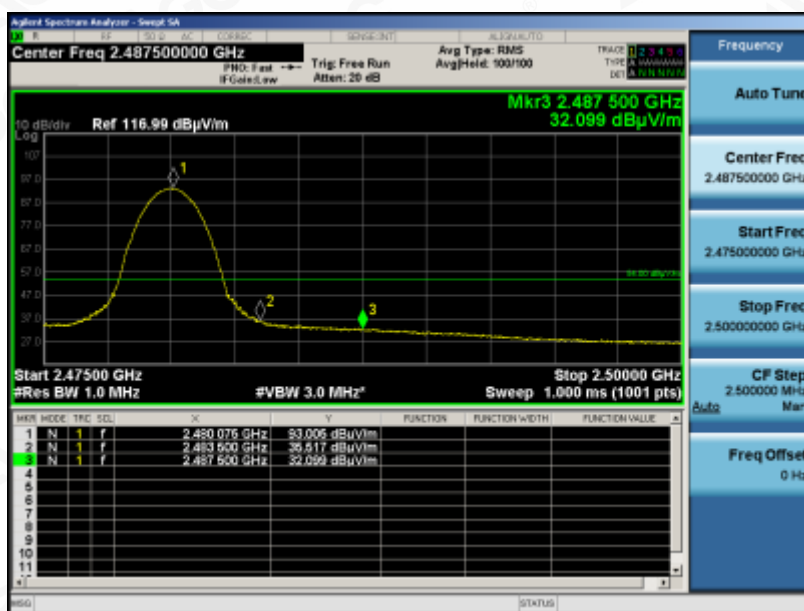 Agilent Spectrum Analyzer - Swept SA
R RF 50 Ω AC CORREC SENSE:INT ALIGN AUTO
Center Freq 2.487500000 GHz
PNO: Fast Trig: Free Run
IFGain:Low Atten: 20 dB
Avg Type: RMS
Avg|Hold: 100/100
TRACE 1 2 3 4 5 6
TYPE A WWWWW
DET A N N N N N
Mkr3 2.487 500 GHz
32.099 dBµV/m
10 dB/div Ref 116.99 dBµV/m
Log
107
97.0
87.0
77.0
67.0
57.0
47.0
37.0
27.0
1
2
3
Start 2.47500 GHz Stop 2.50000 GHz
#Res BW 1.0 MHz #VBW 3.0 MHz* Sweep 1.000 ms (1001 pts)
MKR MODE TRC SCL X Y FUNCTION FUNCTION WIDTH FUNCTION VALUE
1 N 1 f 2.480 075 GHz 93.005 dBuV/m
2 N 1 f 2.483 500 GHz 35.517 dBuV/m
3 N 1 f 2.487 500 GHz 32.099 dBuV/m
4
5
6
7
8
9
10
11
MSG STATUS
Frequency
Auto Tune
Center Freq
2.487500000 GHz
Start Freq
2.475000000 GHz
Stop Freq
2.500000000 GHz
CF Step
2.500000 MHz
Auto Man
Freq Offset
0 Hz